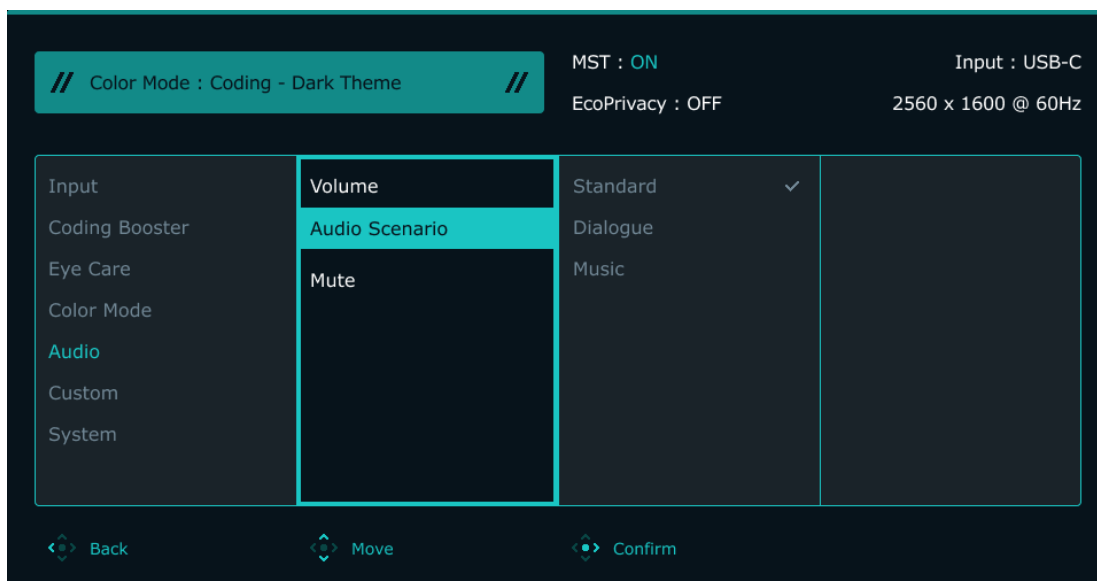 Color Mode : Coding - Dark Theme
MST : ON
Input : USB-C
EcoPrivacy : OFF
2560 x 1600 @ 60Hz
Input
Coding Booster
Eye Care
Color Mode
Audio
Custom
System
Volume
Audio Scenario
Mute
Standard
Dialogue
Music
Back
Move
Confirm